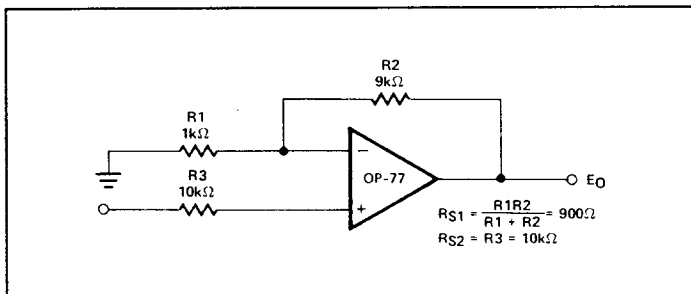 R2
9kΩ
R1
1kΩ
−
OP-77
EO
R3
10kΩ
+
RS1 = R1R2 / R1 + R2 = 900Ω
RS2 = R3 = 10kΩ